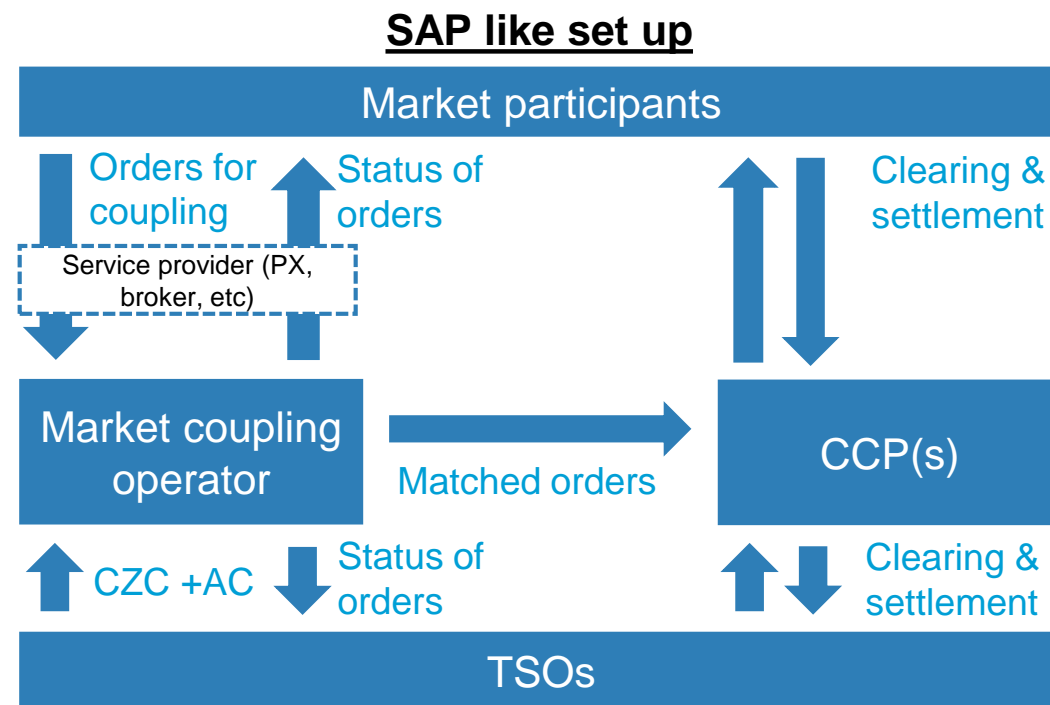 SAP like set up
Market participants
Orders for
coupling
Status of
orders
Clearing &
settlement
Service provider (PX,
broker, etc)
Market coupling
operator
Matched orders
CCP(s)
CZC +AC
Status of
orders
Clearing &
settlement
TSOs